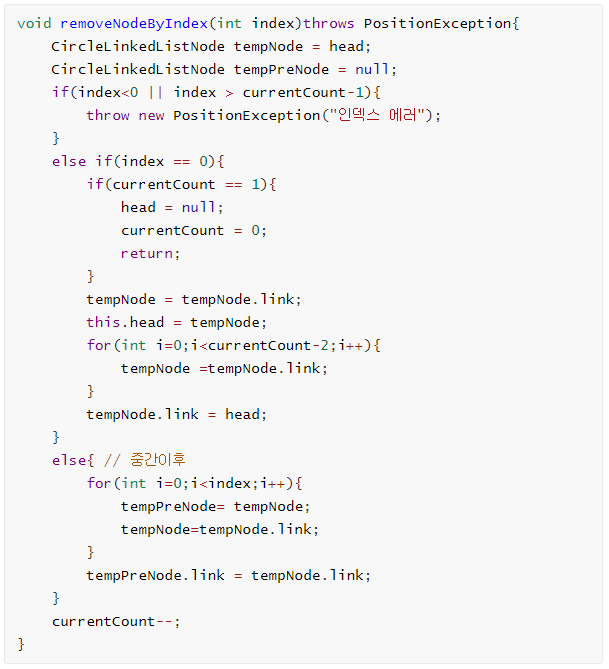 void removeNodeByIndex(int index)throws PositionException{
    CircleLinkedListNode tempNode = head;
    CircleLinkedListNode tempPreNode = null;
    if(index<0 || index > currentCount-1){
        throw new PositionException("인덱스 에러");
    }
    else if(index == 0){
        if(currentCount == 1){
            head = null;
            currentCount = 0;
            return;
        }
        tempNode = tempNode.link;
        this.head = tempNode;
        for(int i=0;i<currentCount-2;i++){
            tempNode =tempNode.link;
        }
        tempNode.link = head;
    }
    else{ // 중간이후
        for(int i=0;i<index;i++){
            tempPreNode= tempNode;
            tempNode=tempNode.link;
        }
        tempPreNode.link = tempNode.link;
    }
    currentCount--;
}